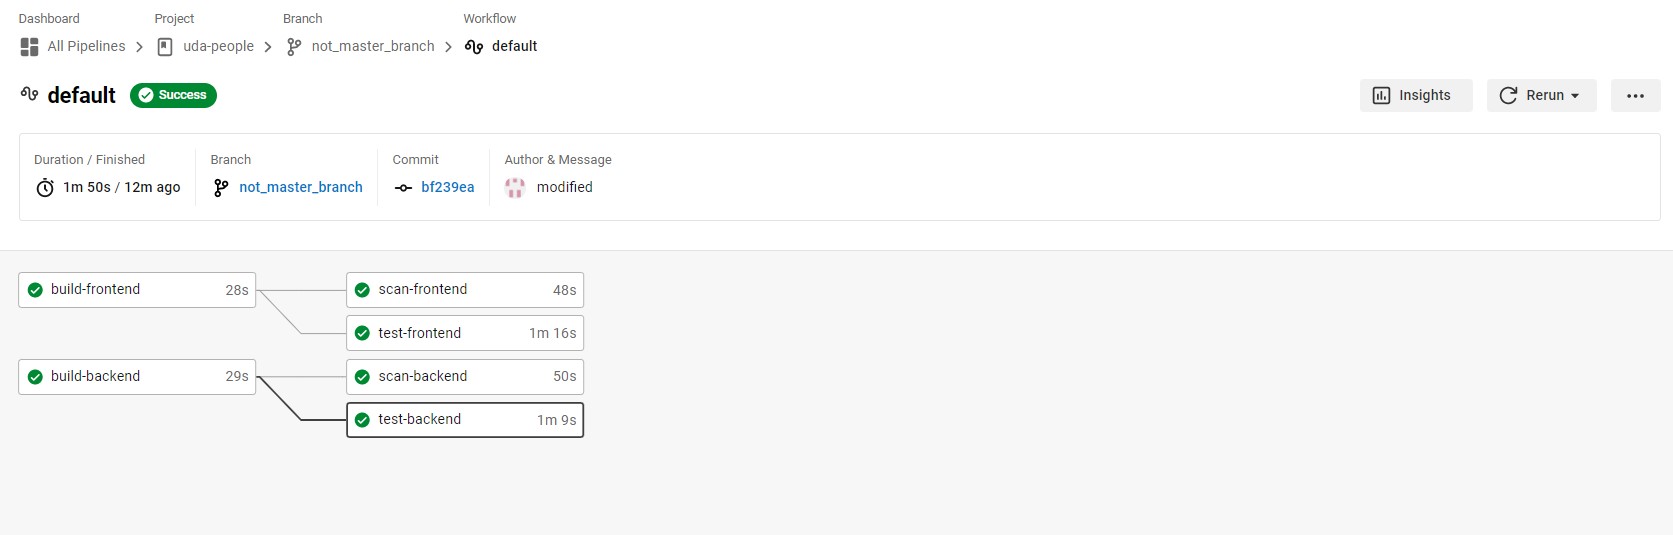 Dashboard Project Branch Workflow
All Pipelines uda-people not_master_branch default
default Success Insights Rerun
Duration / Finished Branch Commit Author & Message
1m 50s / 12m ago not_master_branch bf239ea modified
build-frontend 28s scan-frontend 48s
test-frontend 1m 16s
build-backend 29s scan-backend 50s
test-backend 1m 9s